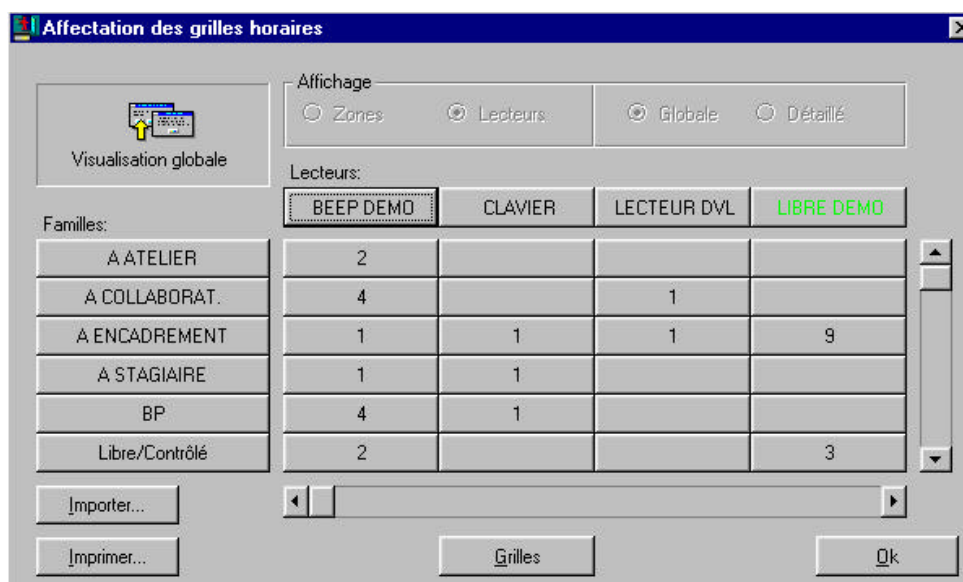 Affectation des grilles horaires
Affichage
Zones Lecteurs Globale Détaillé
Visualisation globale
Lecteurs:
BEEP DEMO CLAVIER LECTEUR DVL LIBRE DEMO
Familles:
A ATELIER 2
A COLLABORAT. 4 1
A ENCADREMENT 1 1 1 9
A STAGIAIRE 1 1
BP 4 1
Libre/Contrôlé 2 3
Importer...
Imprimer... Grilles Ok